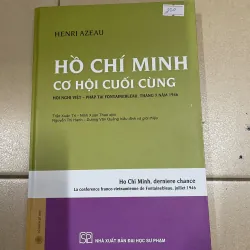 HENRI AZEAU
HỒ CHÍ MINH
CƠ HỘI CUỐI CÙNG
HỘI NGHỊ VIỆT - PHÁP TẠI FONTAINEBLEAU, THÁNG 7 NĂM 1946
Ho Chi Minh, dernière chance
La conférence franco-vietnamienne de Fontainebleau, juillet 1946
NHÀ XUẤT BẢN ĐẠI HỌC SƯ PHẠM